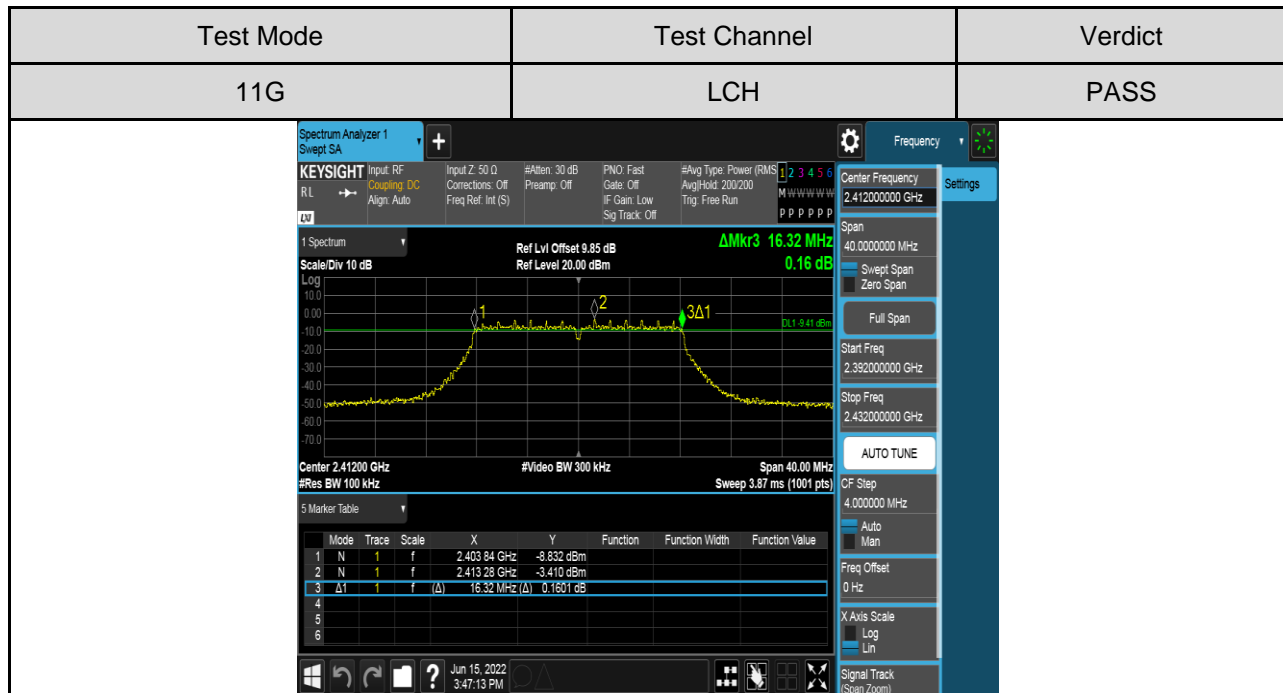 Test Mode Test Channel Verdict
11G LCH PASS
Spectrum Analyzer 1
Swept SA
+
Frequency
KEYSIGHT Input: RF Input Z: 50 Ω #Atten: 30 dB PNO: Fast #Avg Type: Power (RMS 1 2 3 4 5 6
RL Coupling: DC Corrections: Off Preamp: Off Gate: Off Avg|Hold: 200/200 M W W W W W
Align: Auto Freq Ref: Int (S) IF Gain: Low Trig: Free Run
LXI Sig Track: Off P P P P P P
1 Spectrum
Ref Lvl Offset 9.85 dB ΔMkr3 16.32 MHz
Scale/Div 10 dB Ref Level 20.00 dBm 0.16 dB
Log
10.0
0.00
-10.0
-20.0
-30.0
-40.0
-50.0
-60.0
-70.0
1
2
3Δ1
DL1 -9.41 dBm
Center 2.41200 GHz #Video BW 300 kHz Span 40.00 MHz
#Res BW 100 kHz Sweep 3.87 ms (1001 pts)
5 Marker Table
Mode Trace Scale X Y Function Function Width Function Value
1 N 1 f 2.403 84 GHz -8.832 dBm
2 N 1 f 2.413 28 GHz -3.410 dBm
3 Δ1 1 f (Δ) 16.32 MHz (Δ) 0.1601 dB
4
5
6
? Jun 15, 2022
3:47:13 PM
Center Frequency
2.412000000 GHz
Settings
Span
40.0000000 MHz
Swept Span
Zero Span
Full Span
Start Freq
2.392000000 GHz
Stop Freq
2.432000000 GHz
AUTO TUNE
CF Step
4.000000 MHz
Auto
Man
Freq Offset
0 Hz
X Axis Scale
Log
Lin
Signal Track
(Span Zoom)